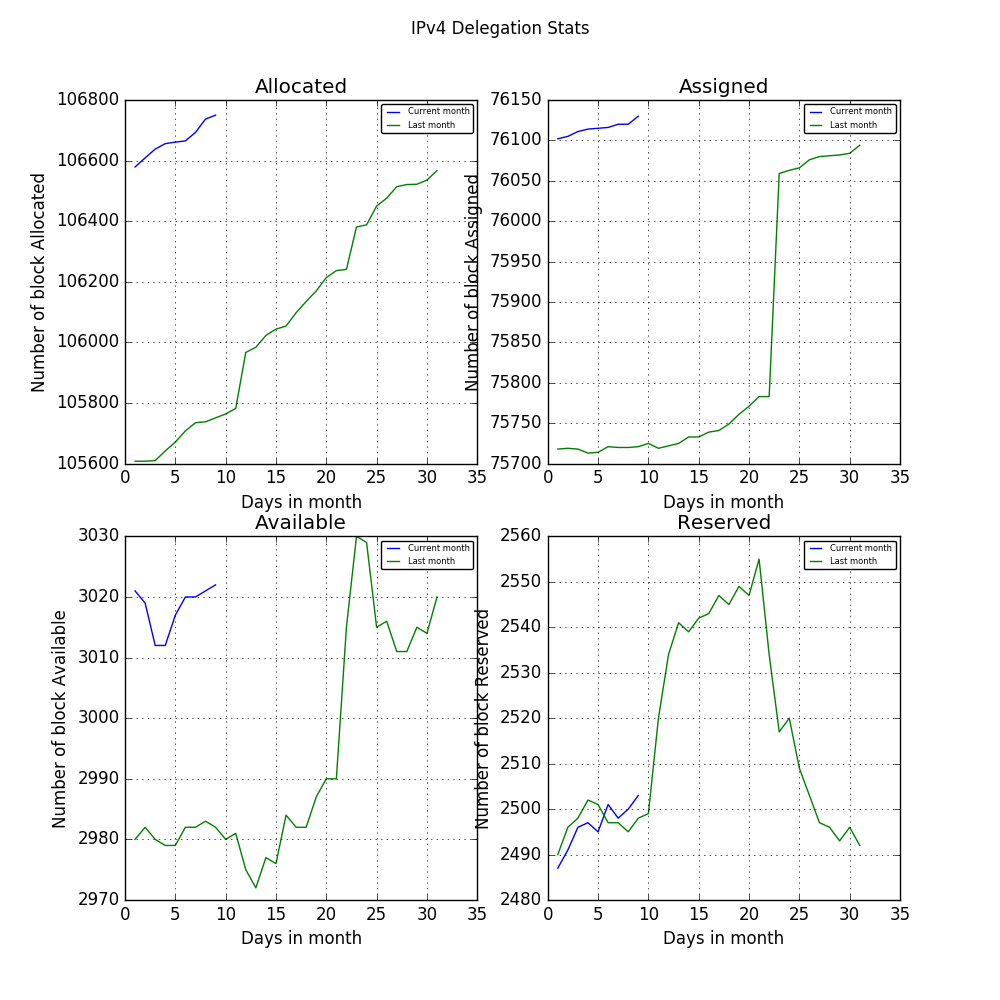 IPv4 Delegation Stats
Allocated
Number of block Allocated
106800
106600
106400
106200
106000
105800
105600
0 5 10 15 20 25 30 35
Days in month
Current month
Last month
Assigned
Number of block Assigned
76150
76100
76050
76000
75950
75900
75850
75800
75750
75700
0 5 10 15 20 25 30 35
Days in month
Current month
Last month
Available
Number of block Available
3030
3020
3010
3000
2990
2980
2970
0 5 10 15 20 25 30 35
Days in month
Current month
Last month
Reserved
Number of block Reserved
2560
2550
2540
2530
2520
2510
2500
2490
2480
0 5 10 15 20 25 30 35
Days in month
Current month
Last month